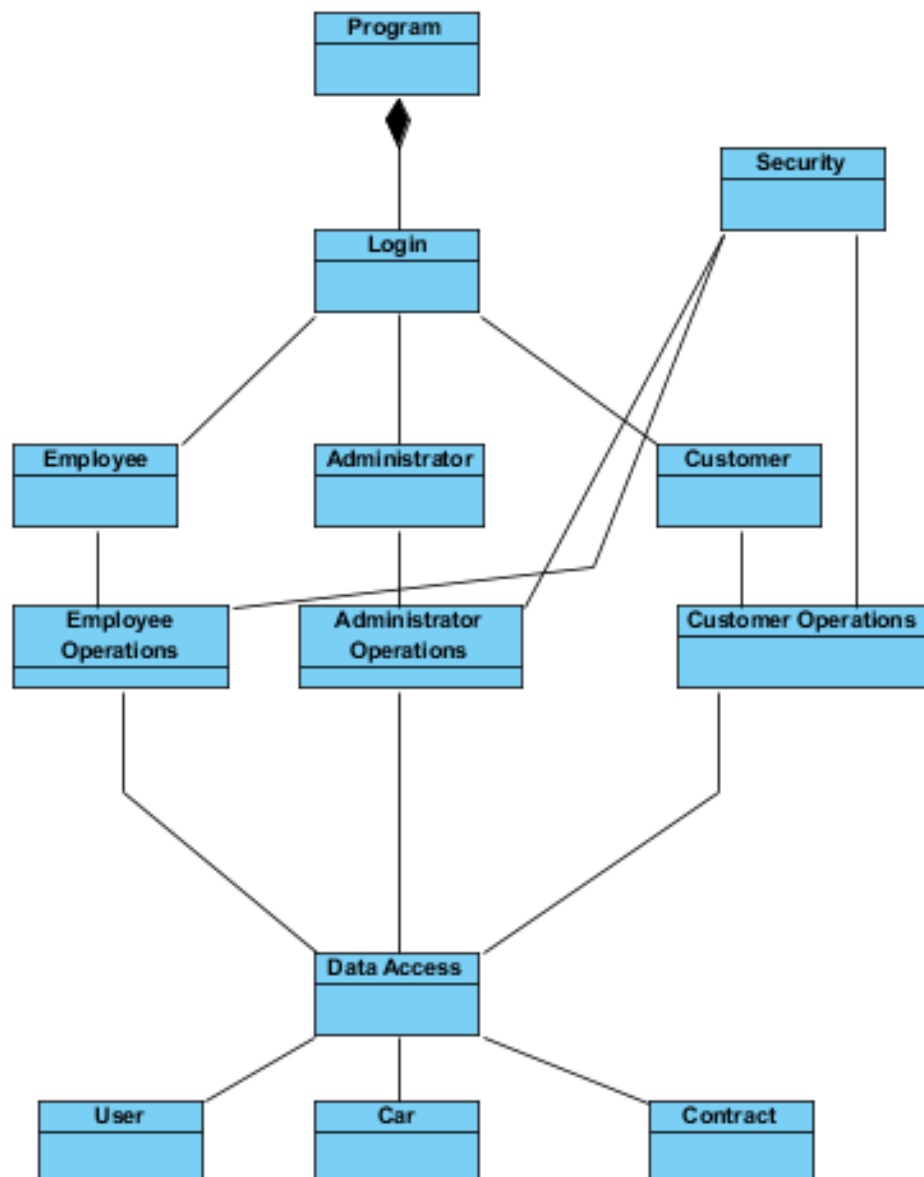 Program
Security
Login
Employee
Administrator
Customer
Employee
Operations
Administrator
Operations
Customer Operations
Data Access
User
Car
Contract